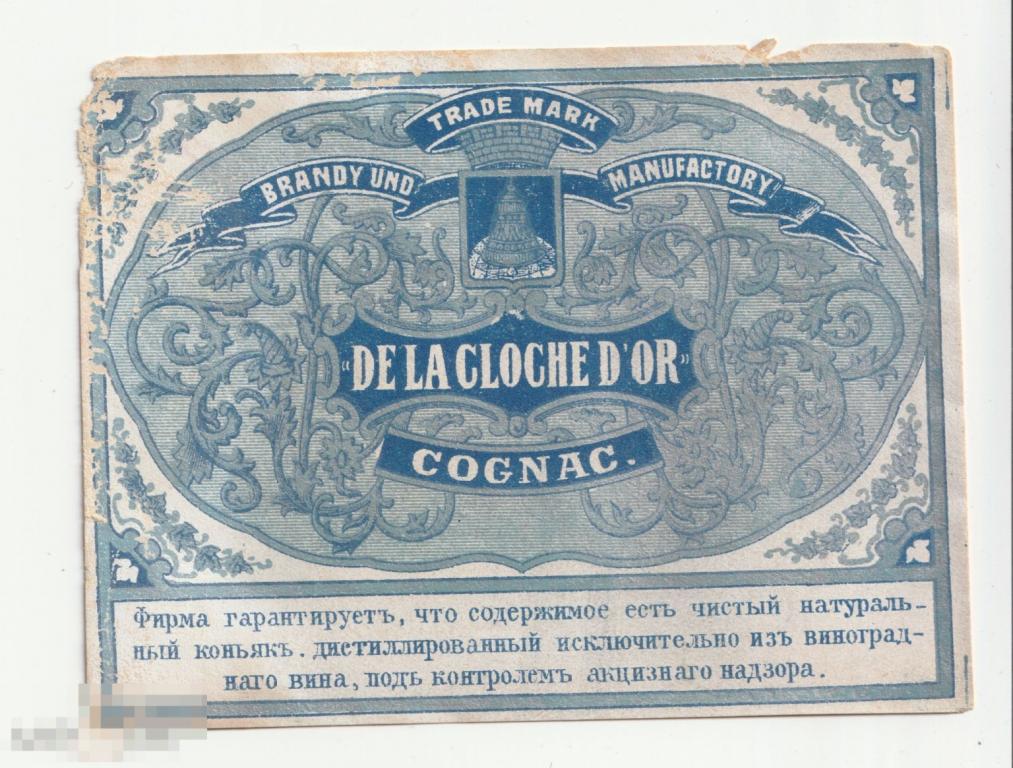 TRADE MARK
BRANDY UND MANUFACTORY
"DE LA CLOCHE D'OR"
COGNAC.
Фирма гарантируетъ, что содержимое есть чистый натураль-
ный коньякъ. дистиллированный исключительно изъ виноград-
наго вина, подъ контролемъ акцизнаго надзора.